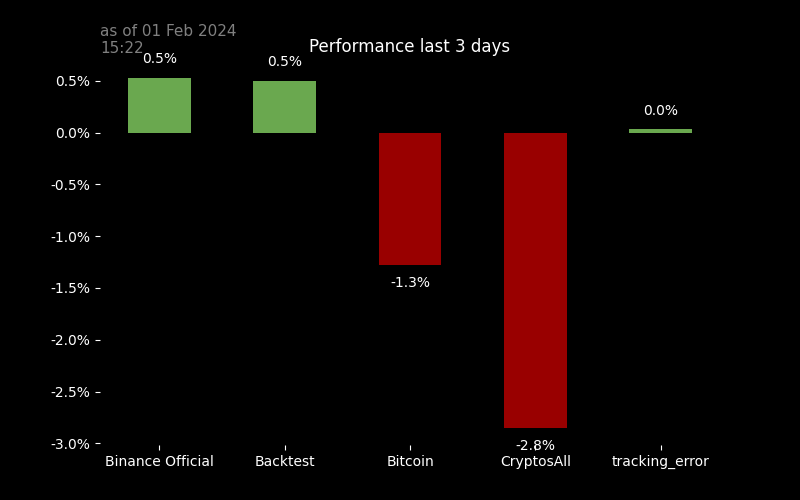 as of 01 Feb 2024
15:22
Performance last 3 days
0.5%
0.5%
0.0%
0.5%
0.0%
-0.5%
-1.0%
-1.5%
-2.0%
-2.5%
-3.0%
-1.3%
-2.8%
Binance Official
Backtest
Bitcoin
CryptosAll
tracking_error